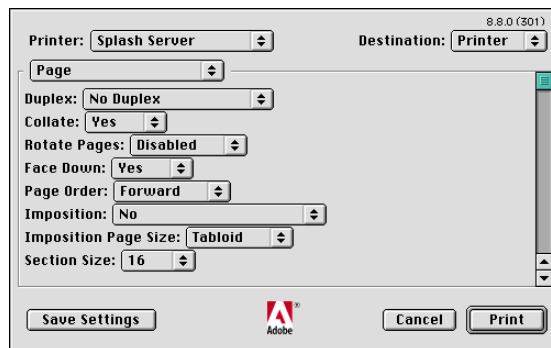 8.8.0 (301)
Printer: Splash Server Destination: Printer
Page
Duplex: No Duplex
Collate: Yes
Rotate Pages: Disabled
Face Down: Yes
Page Order: Forward
Imposition: No
Imposition Page Size: Tabloid
Section Size: 16
Save Settings Adobe ® Cancel Print